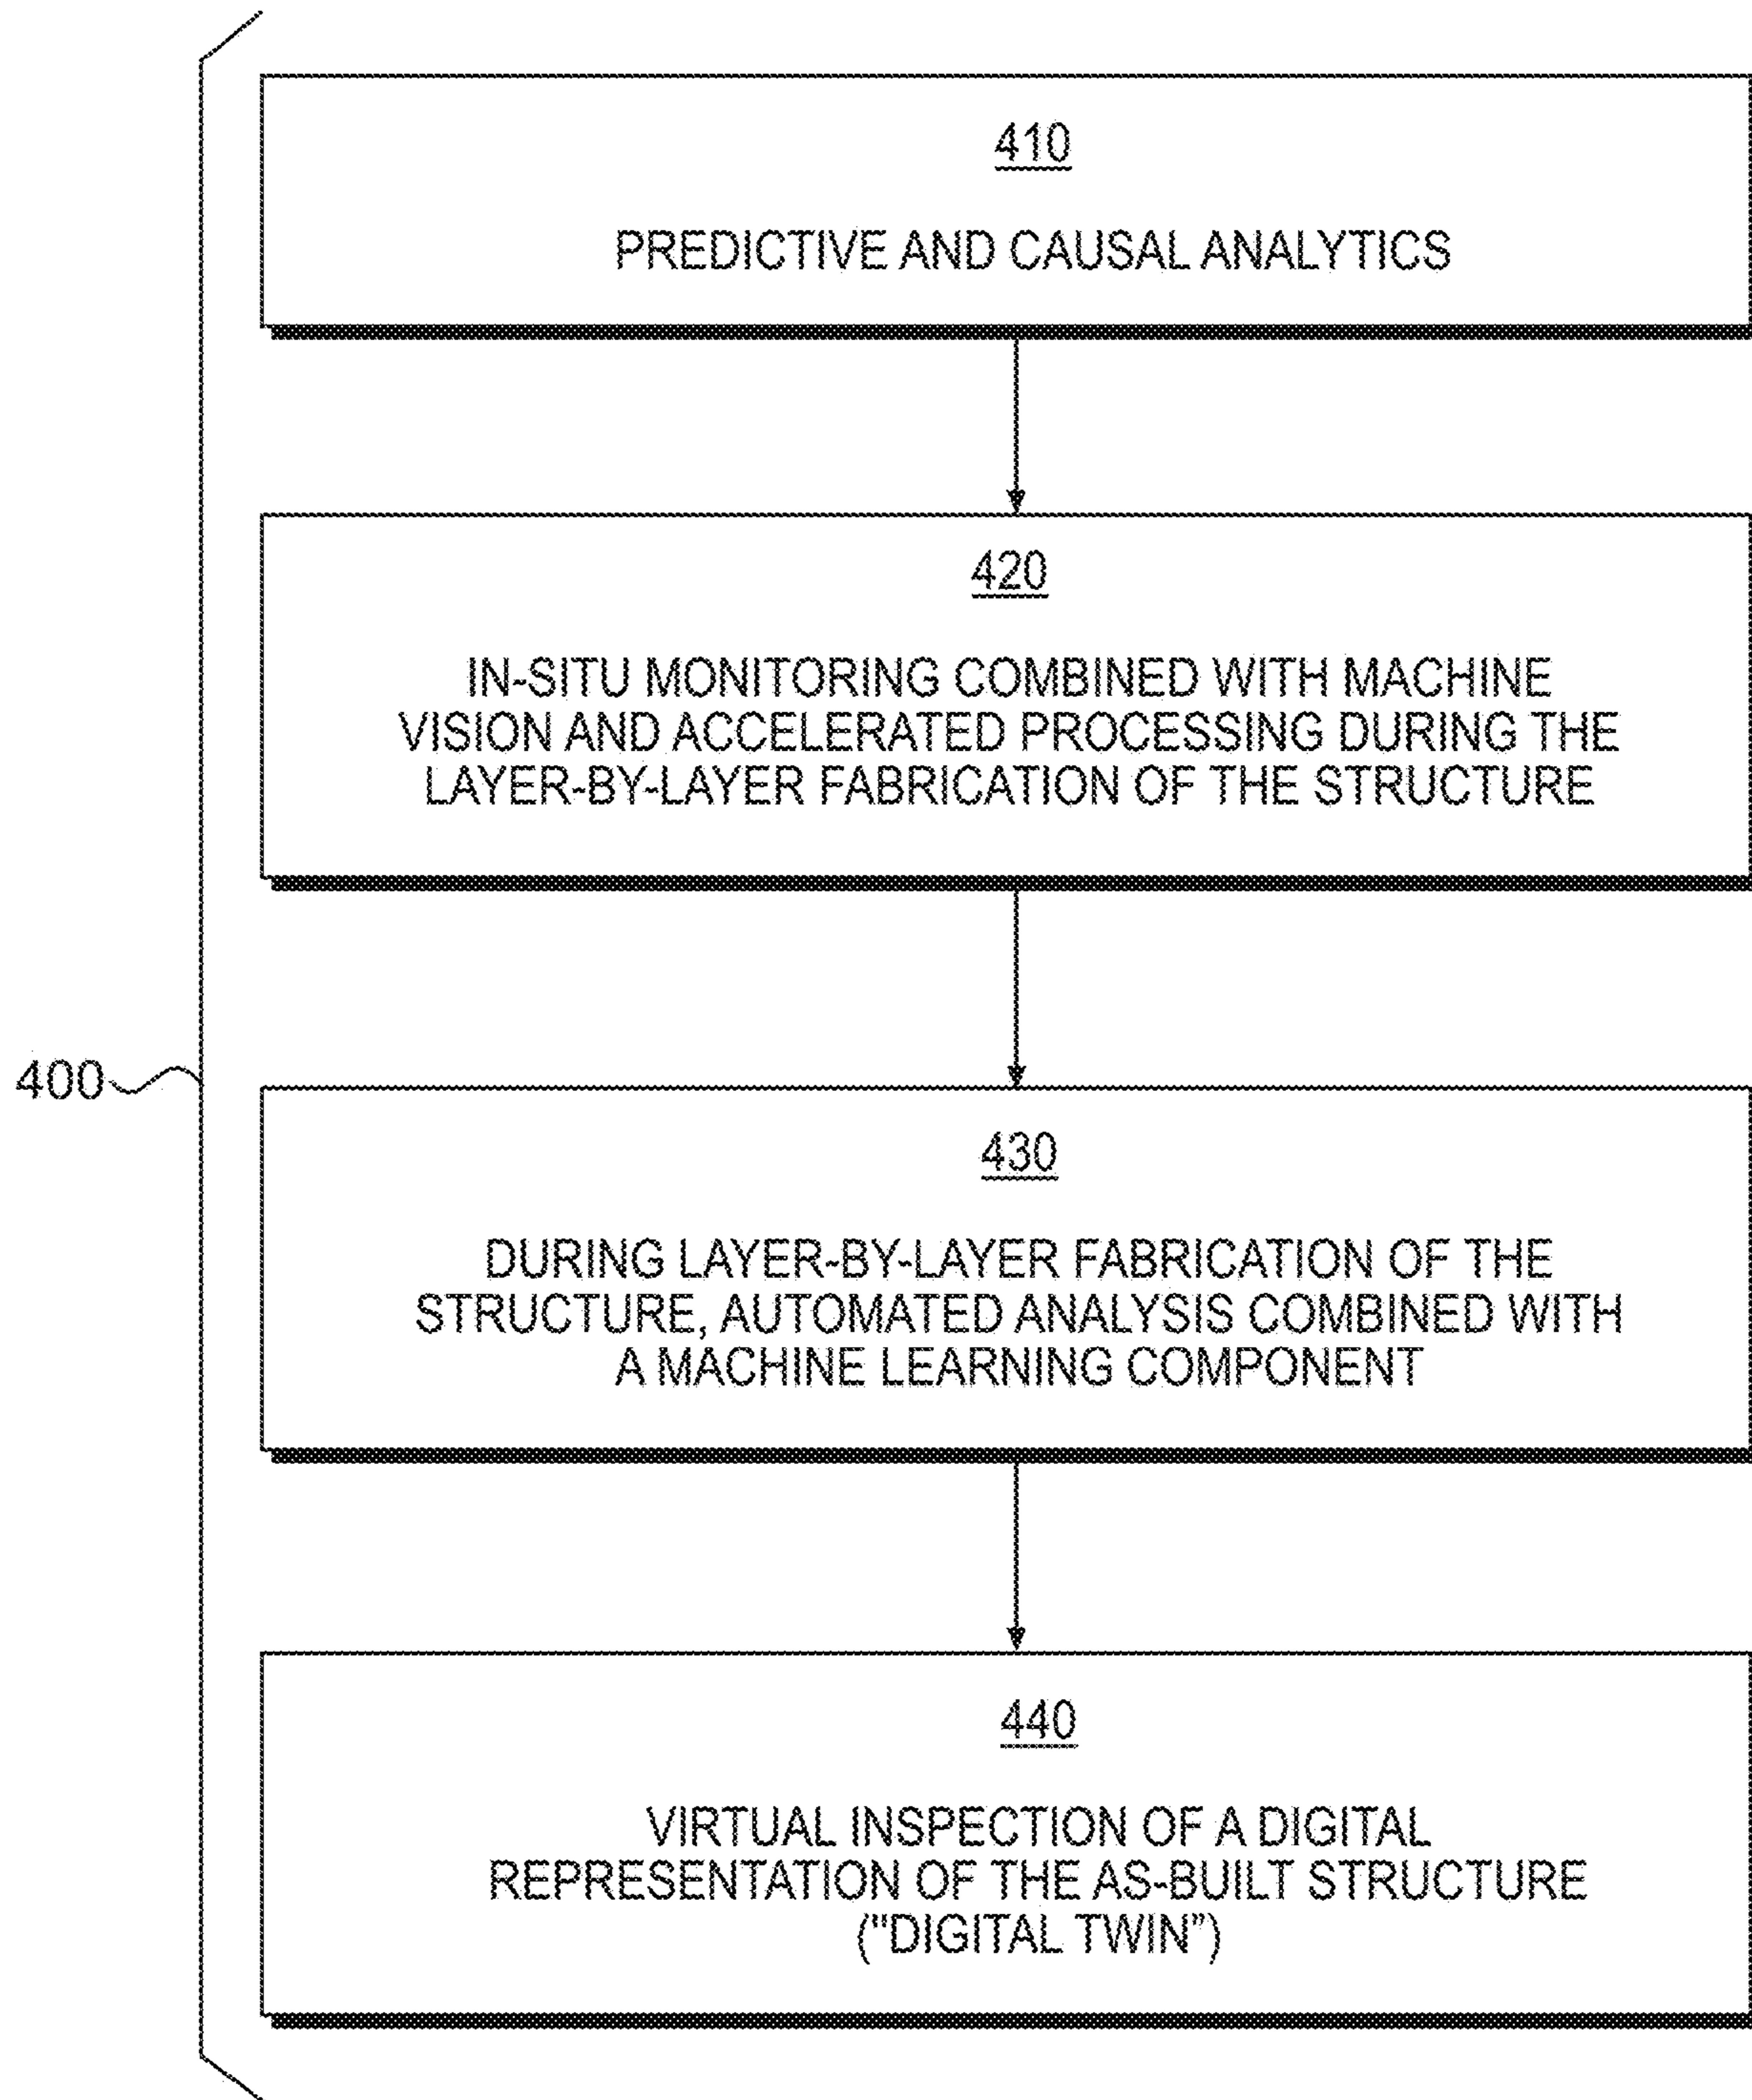 410
PREDICTIVE AND CAUSAL ANALYTICS
420
IN-SITU MONITORING COMBINED WITH MACHINE
VISION AND ACCELERATED PROCESSING DURING THE
LAYER-BY-LAYER FABRICATION OF THE STRUCTURE
400
430
DURING LAYER-BY-LAYER FABRICATION OF THE
STRUCTURE, AUTOMATED ANALYSIS COMBINED WITH
A MACHINE LEARNING COMPONENT
440
VIRTUAL INSPECTION OF A DIGITAL
REPRESENTATION OF THE AS-BUILT STRUCTURE
("DIGITAL TWIN”)